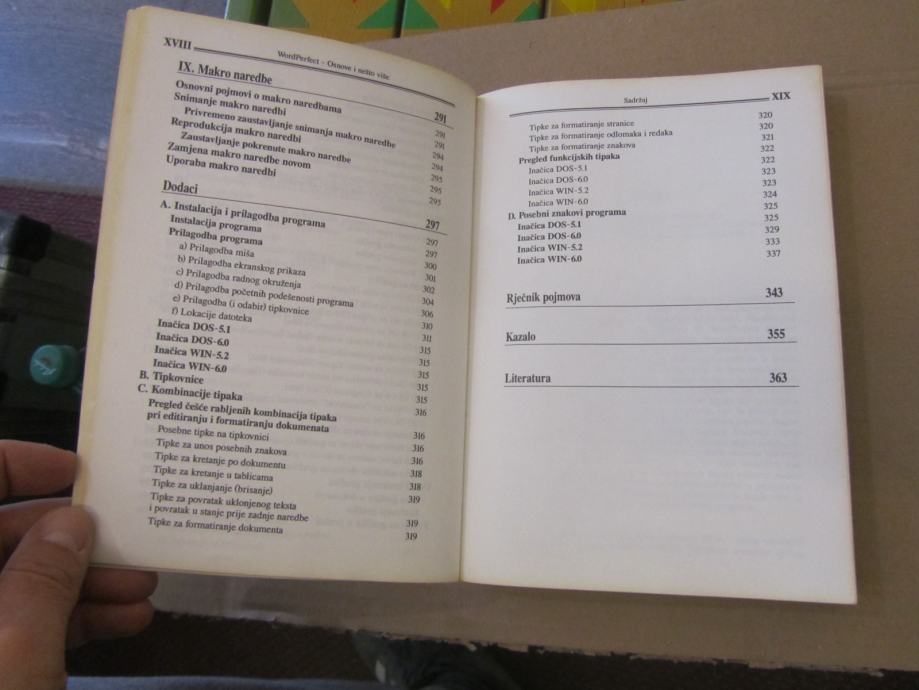 XVIII WordPerfect - Osnove i nešto više
IX. Makro naredbe 291
Osnovni pojmovi o makro naredbama 291
Snimanje makro naredbi 291
Privremeno zaustavljanje snimanja makro naredbe 294
Reprodukcija makro naredbi 294
Zaustavljanje pokrenute makro naredbe 295
Zamjena makro naredbe novom 295
Uporaba makro naredbi 295
Dodaci 297
A. Instalacija i prilagodba programa 297
Instalacija programa 297
Prilagodba programa 300
a) Prilagodba miša 301
b) Prilagodba ekranskog prikaza 302
c) Prilagodba radnog okruženja 304
d) Prilagodba početnih podešenosti programa 306
e) Prilagodba (i odabir) tipkovnice 310
f) Lokacije datoteka 311
Inačica DOS-5.1 315
Inačica DOS-6.0 315
Inačica WIN-5.2 315
Inačica WIN-6.0 315
B. Tipkovnice 315
C. Kombinacije tipaka 316
Pregled češće rabljenih kombinacija tipaka
pri editiranju i formatiranju dokumenata 316
Posebne tipke na tipkovnici 316
Tipke za unos posebnih znakova 316
Tipke za kretanje po dokumentu 318
Tipke za kretanje u tablicama 318
Tipke za uklanjanje (brisanje) 319
Tipke za povratak uklonjenog teksta
i povratak u stanje prije zadnje naredbe 319
Tipke za formatiranje dokumenta 319
Sadržaj XIX
Tipke za formatiranje stranice 320
Tipke za formatiranje odlomaka i redaka 320
Tipke za formatiranje znakova 321
Pregled funkcijskih tipaka 322
Inačica DOS-5.1 322
Inačica DOS-6.0 323
Inačica WIN-5.2 323
Inačica WIN-6.0 324
D. Posebni znakovi programa 325
Inačica DOS-5.1 325
Inačica DOS-6.0 329
Inačica WIN-5.2 333
Inačica WIN-6.0 337
Rječnik pojmova 343
Kazalo 355
Literatura 363